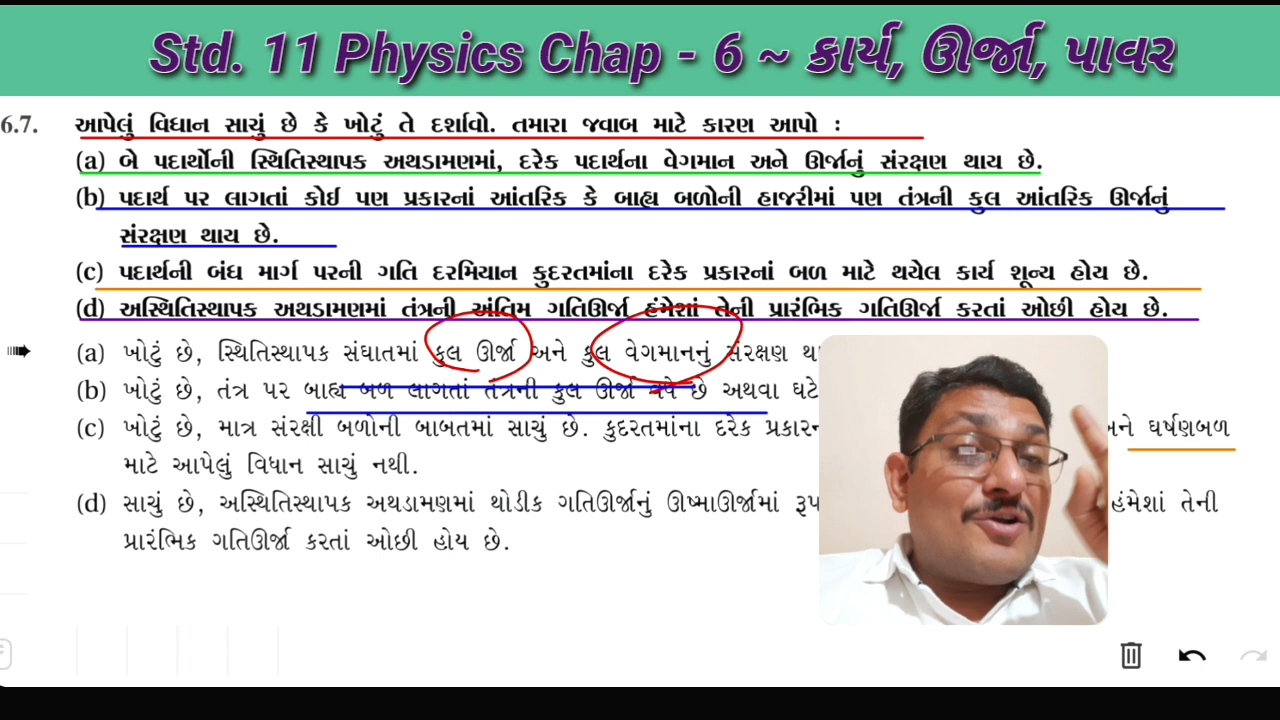 Std. 11 Physics Chap - 6 ~ કાર્ય, ઊર્જા, પાવર
6.7. આપેલું વિધાન સાચું છે કે ખોટું તે દર્શાવો. તમારા જવાબ માટે કારણ આપો :
(a) બે પદાર્થોની સ્થિતિસ્થાપક અથડામણમાં, દરેક પદાર્થના વેગમાન અને ઊર્જાનું સંરક્ષણ થાય છે.
(b) પદાર્થ પર લાગતાં કોઈ પણ પ્રકારનાં આંતરિક કે બાહ્ય બળોની હાજરીમાં પણ તંત્રની કુલ આંતરિક ઊર્જાનું
સંરક્ષણ થાય છે.
(c) પદાર્થની બંધ માર્ગ પરની ગતિ દરમિયાન કુદરતમાંના દરેક પ્રકારનાં બળ માટે થયેલ કાર્ય શૂન્ય હોય છે.
(d) અસ્થિતિસ્થાપક અથડામણમાં તંત્રની અંતિમ ગતિઊર્જા હંમેશાં તેની પ્રારંભિક ગતિઊર્જા કરતાં ઓછી હોય છે.
(a) ખોટું છે, સ્થિતિસ્થાપક સંઘાતમાં કુલ ઊર્જા અને કુલ વેગમાનનું સંરક્ષણ
(b) ખોટું છે, તંત્ર પર બાહ્ય બળ લાગતાં તંત્રની કુલ ઊર્જા વધે છે અથવા ઘટે
(c) ખોટું છે, માત્ર સંરક્ષી બળોની બાબતમાં સાચું છે. કુદરતમાંના દરેક અને ઘર્ષણબળ
માટે આપેલું વિધાન સાચું નથી.
(d) સાચું છે, અસ્થિતિસ્થાપક અથડામણમાં થોડીક ગતિઊર્જાનું ઊષ્માઊર્જામાં હંમેશાં તેની
પ્રારંભિક ગતિઊર્જા કરતાં ઓછી હોય છે.